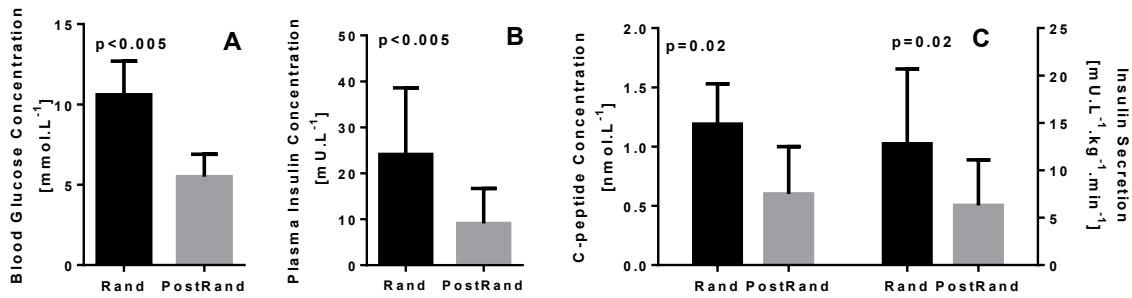 Blood Glucose Concentration
[mmol.L⁻¹]
15
10
5
0
p<0.005
A
Rand PostRand
Plasma Insulin Concentration
[mU.L⁻¹]
50
40
30
20
10
0
p<0.005
B
Rand PostRand
C-peptide Concentration
[nmol.L⁻¹]
2.0
1.5
1.0
0.5
0.0
p=0.02
p=0.02
C
Rand PostRand
Rand PostRand
25
20
15
10
5
0
Insulin Secretion
[mU.L⁻¹.kg⁻¹.min⁻¹]